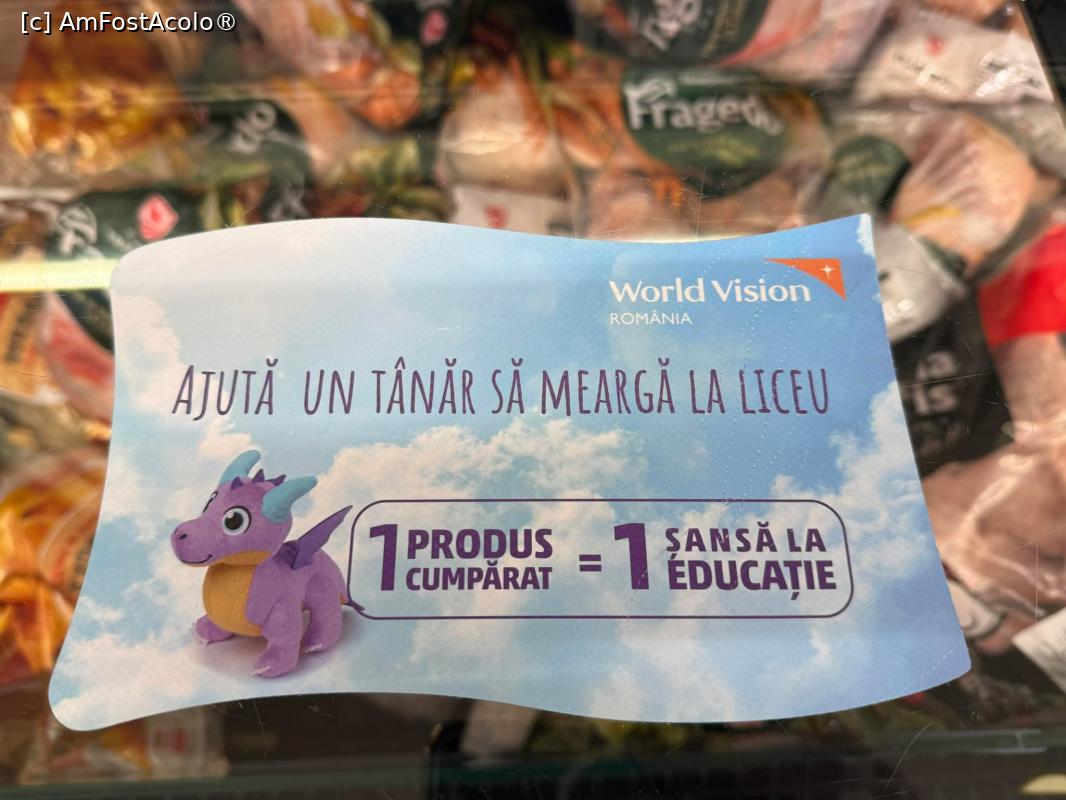 [c] AmFostAcolo®
Fragedo
World Vision
ROMÂNIA
AJUTĂ UN TÂNĂR SĂ MEARGĂ LA LICEU
1 PRODUS CUMPĂRAT = 1 ȘANSĂ LA EDUCAȚIE